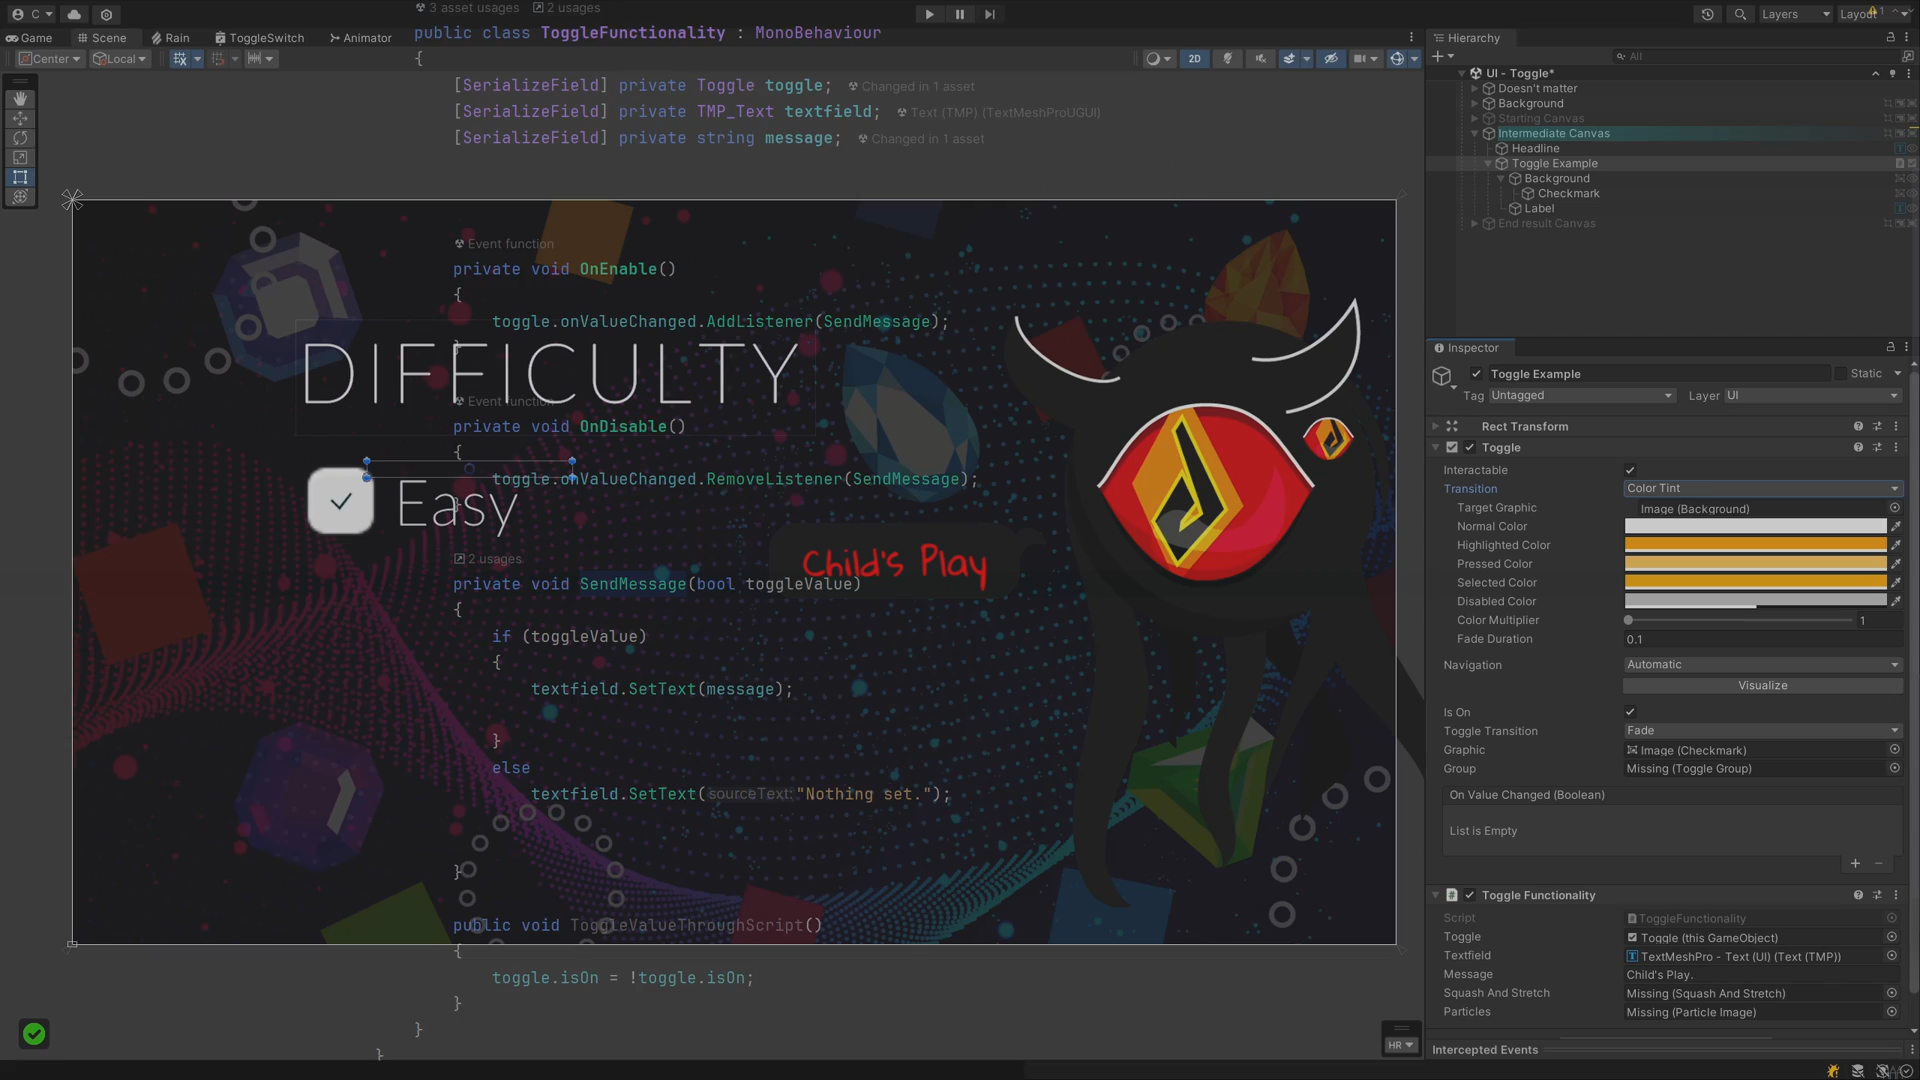 C
3 asset usages 2 usages
Layers
Layout
1
Game
Scene
Rain
ToggleSwitch
Animator
public class ToggleFunctionality : MonoBehaviour
{
Center
Local
2D
[SerializeField] private Toggle toggle; Changed in 1 asset
[SerializeField] private TMP_Text textfield; Text (TMP) (TextMeshProUGUI)
[SerializeField] private string message; Changed in 1 asset
Event function
private void OnEnable()
{
toggle.onValueChanged.AddListener(SendMessage);
}
DIFFICULTY
Event function
private void OnDisable()
{
toggle.onValueChanged.RemoveListener(SendMessage);
}
Easy
2 usages
Child's Play
private void SendMessage(bool toggleValue)
{
if (toggleValue)
{
textfield.SetText(message);
}
else
textfield.SetText(sourceText:"Nothing set.");
}
public void ToggleValueThroughScript()
{
toggle.isOn = !toggle.isOn;
}
}
}
HR
Hierarchy
All
UI - Toggle*
Doesn't matter
Background
Starting Canvas
Intermediate Canvas
Headline
Toggle Example
Background
Checkmark
Label
End result Canvas
Inspector
Toggle Example
Static
Tag Untagged Layer UI
Rect Transform
Toggle
Interactable
Transition Color Tint
Target Graphic Image (Background)
Normal Color
Highlighted Color
Pressed Color
Selected Color
Disabled Color
Color Multiplier 1
Fade Duration 0.1
Navigation Automatic
Visualize
Is On
Toggle Transition Fade
Graphic Image (Checkmark)
Group Missing (Toggle Group)
On Value Changed (Boolean)
List is Empty
Toggle Functionality
Script ToggleFunctionality
Toggle Toggle (this GameObject)
Textfield TextMeshPro - Text (UI) (Text (TMP))
Message Child's Play.
Squash And Stretch Missing (Squash And Stretch)
Particles Missing (Particle Image)
Intercepted Events